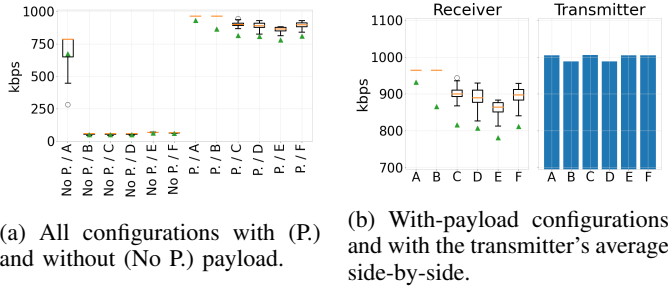 1000
750
500
250
0
kbps
No P. / A
No P. / B
No P. / C
No P. / D
No P. / E
No P. / F
P. / A
P. / B
P. / C
P. / D
P. / E
P. / F
(a) All configurations with (P.)
and without (No P.) payload.
Receiver Transmitter
1100
1000
900
800
700
kbps
A B C D E F A B C D E F
(b) With-payload configurations
and with the transmitter's average
side-by-side.